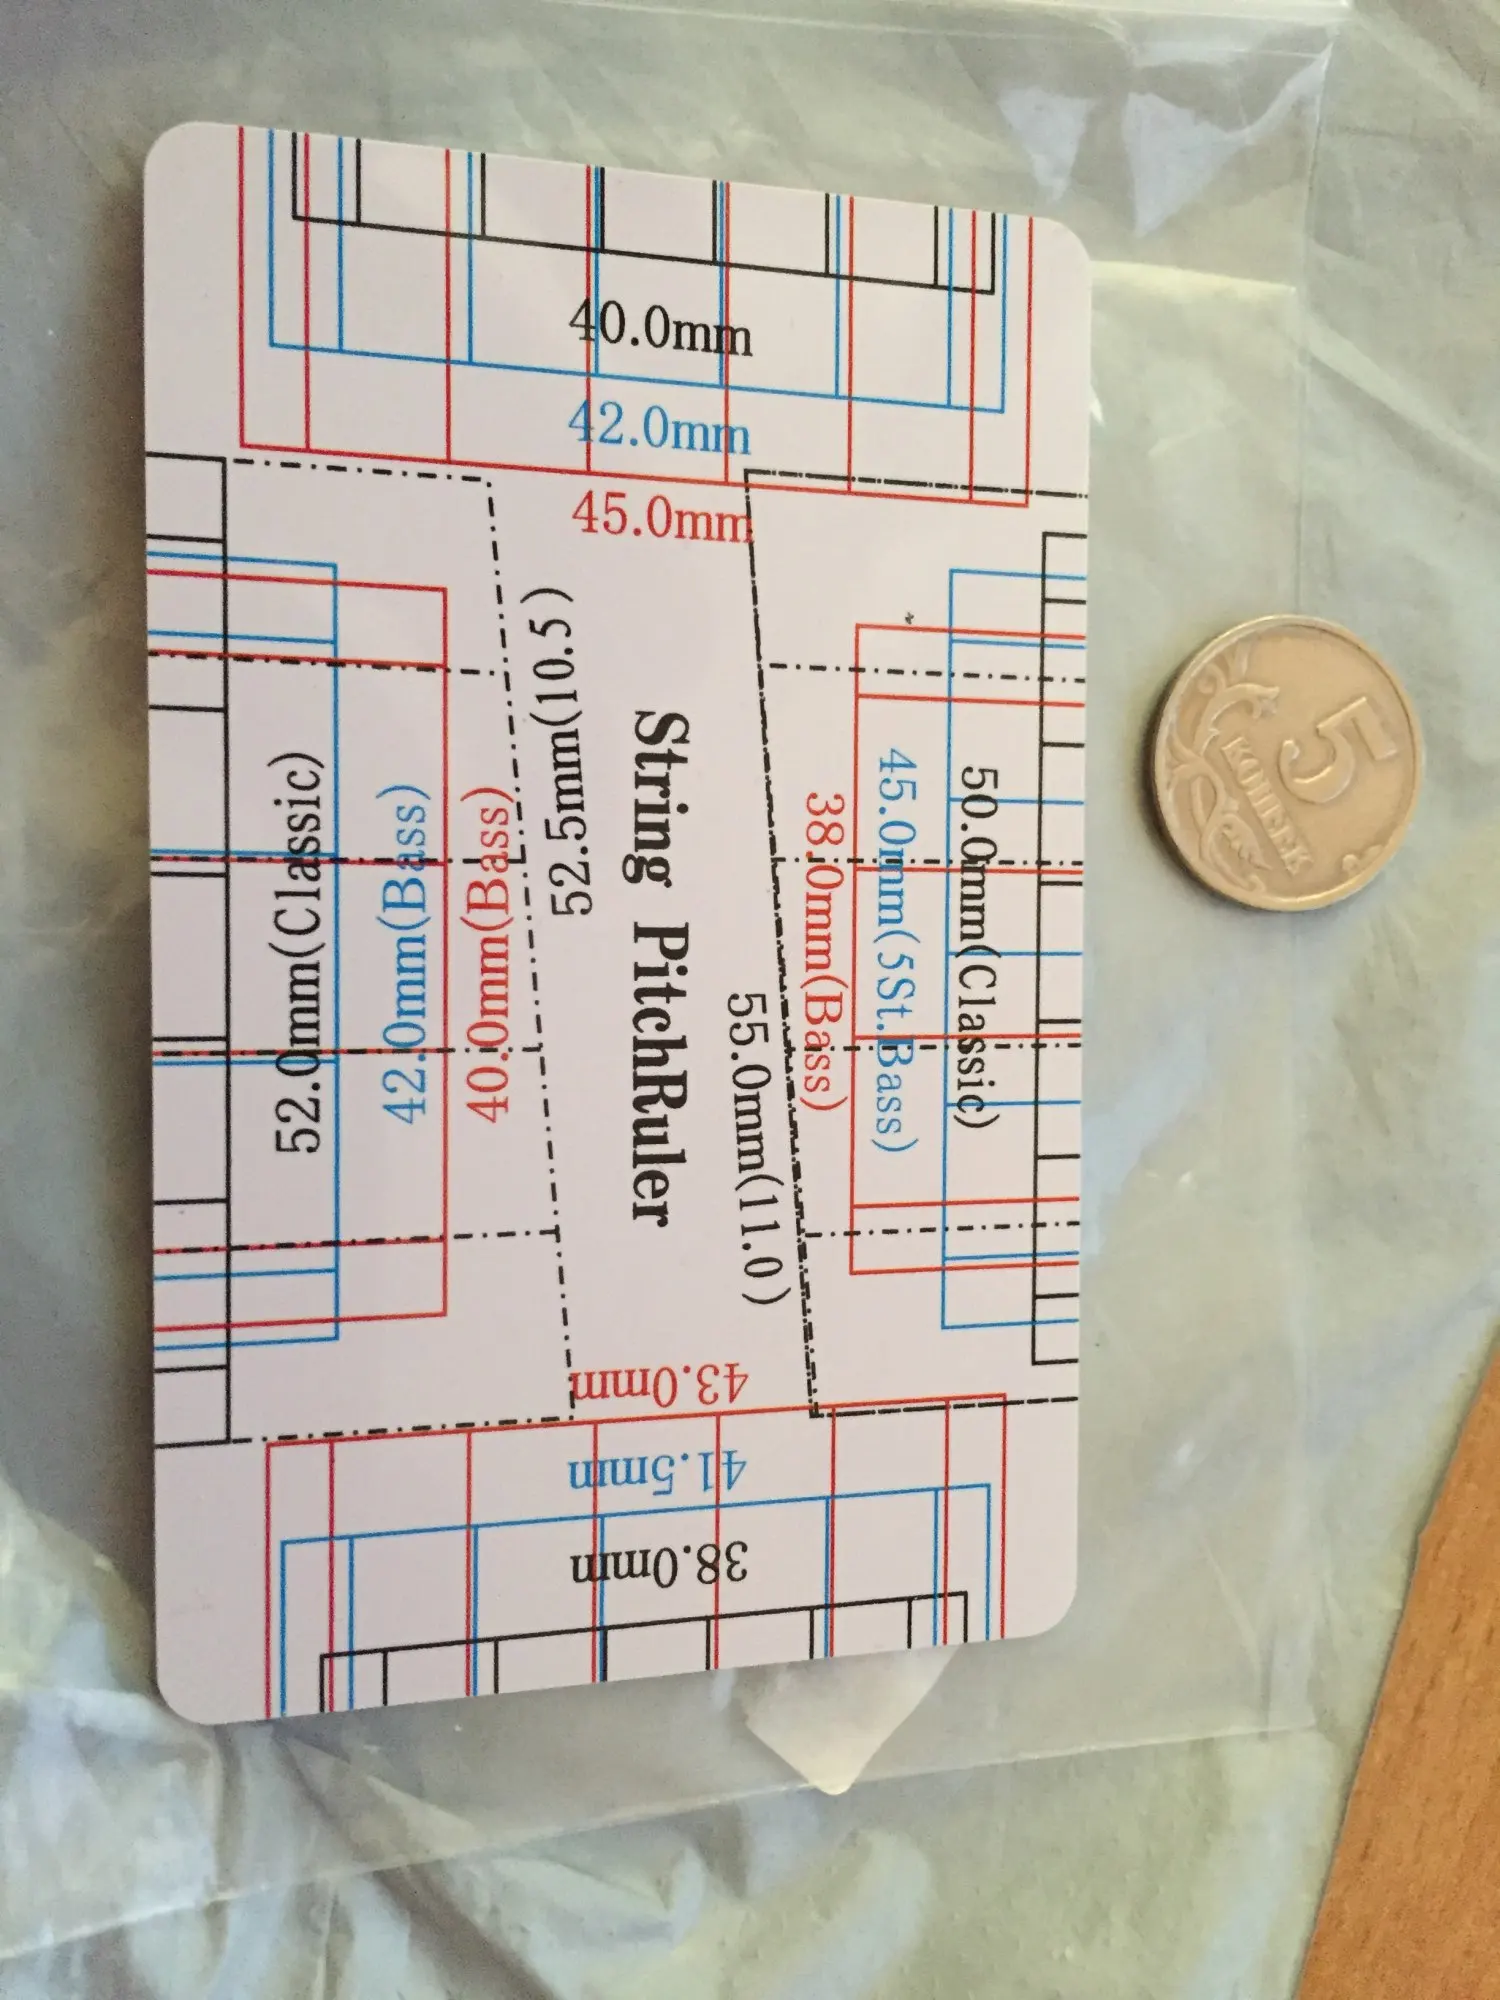 40.0mm
42.0mm
45.0mm
52.0mm(Classic)
42.0mm(Bass)
40.0mm(Bass)
52.5mm(10.5)
String PitchRuler
55.0mm(11.0)
38.0mm(Bass)
45.0mm(5St.Bass)
50.0mm(Classic)
43.0mm
41.5mm
38.0mm
5
КОПЕЕК